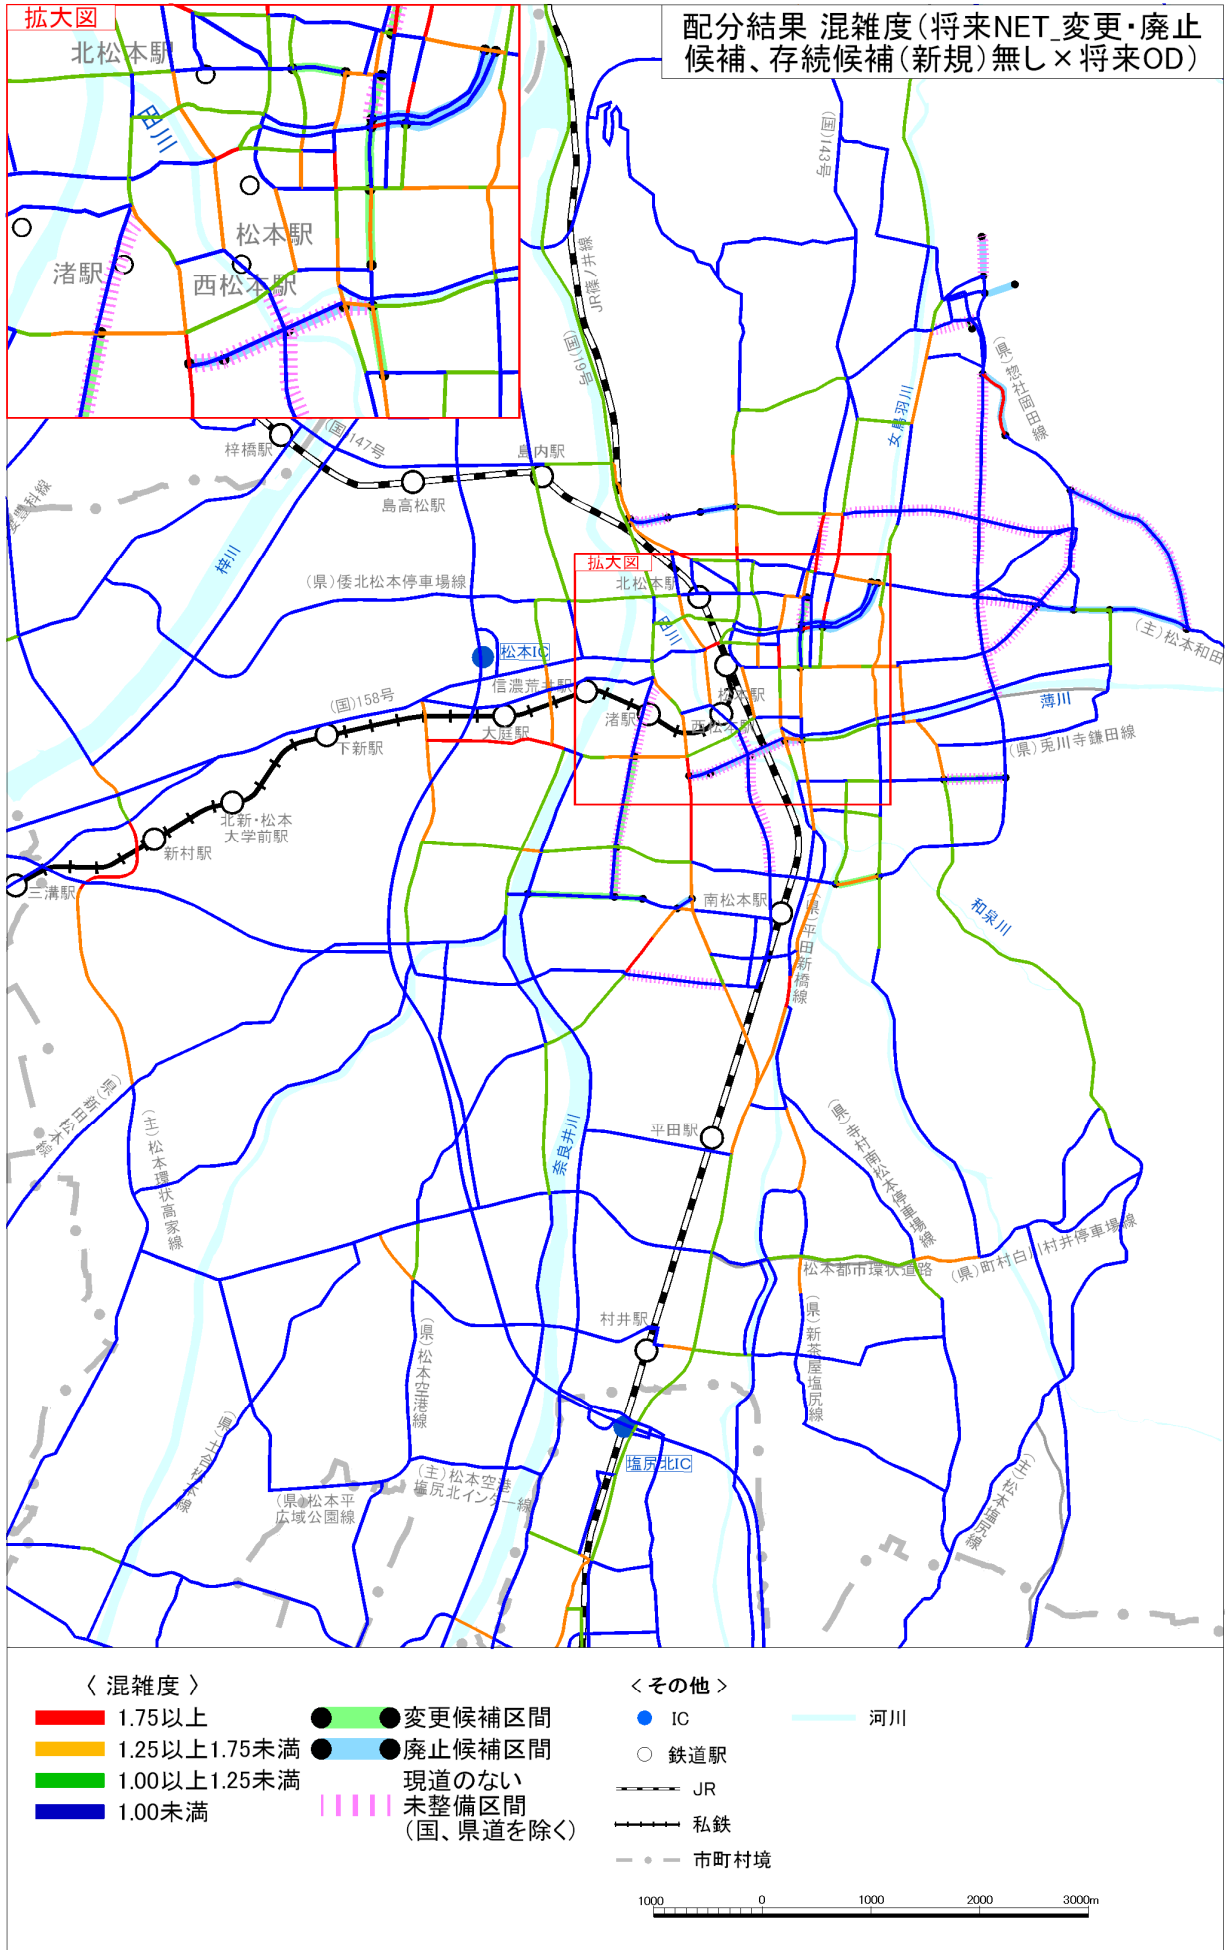 拡大図
配分結果 混雑度(将来NET_変更・廃止
候補、存続候補(新規)無し×将来OD)
北松本駅
田川
松本駅
渚駅
西松本駅
(国)143号
JR篠ノ井線
(国)19号
女鳥羽川
(県)惣社岡田線
梓橋駅
(国)147号
島内駅
島高松駅
梓川
(県)倭北松本停車場線
拡大図
北松本駅
田川
松本IC
(国)158号
信濃荒井駅
渚駅
松本駅
西松本駅
大庭駅
下新駅
(主)松本和田
薄川
(県)兎川寺鎌田線
北新・松本
大学前駅
新村駅
三溝駅
南松本駅
(県)平田新橋線
和泉川
(県)新田松本線
(主)松本環状高家線
奈良井川
平田駅
(県)寺村南松本停車場線
松本都市環状道路
(県)町村白川村井停車場線
村井駅
(県)松本空港線
(県)新茶屋塩尻線
(県)土合松本線
(県)松本平
広域公園線
(主)松本空港
塩尻北インター線
塩尻北IC
(主)松本塩尻線
〈 混雑度 〉
1.75以上
1.25以上1.75未満
1.00以上1.25未満
1.00未満
変更候補区間
廃止候補区間
現道のない
未整備区間
(国、県道を除く)
< その他 >
IC
河川
鉄道駅
JR
私鉄
市町村境
1000 0 1000 2000 3000m